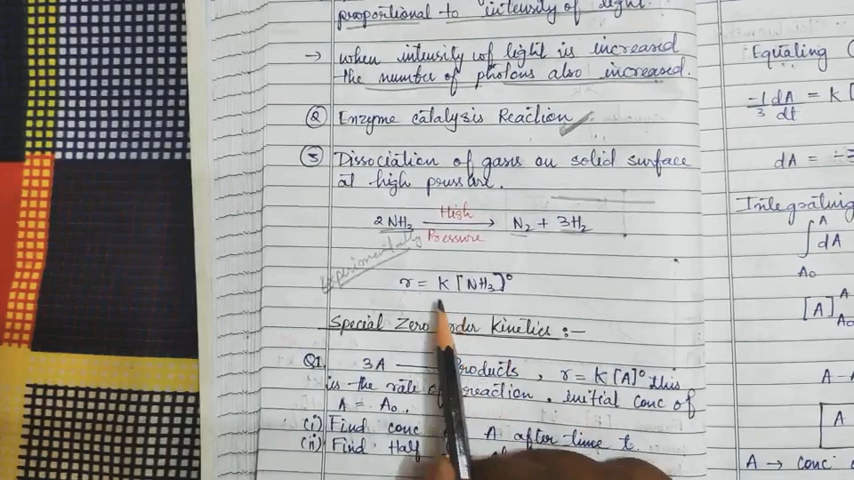 proportional to intensity of light.
→ when intensity of light is increased
the number of photons also increased.
② Enzyme catalysis Reaction
③ Dissociation of gases on solid surface
at high pressure.
2NH₃ High Pressure → N₂ + 3H₂
Experimentally
r = K [NH₃]⁰
Special Zero order Kinetics :-
Q1. 3A → Products, r = K [A]⁰ this
is the rate of reaction. initial conc of
A = A₀.
(i) Find conc A after time t.
(ii) Find Half
Equaling
-1/3 dA/dt = K [
dA = -3
Integrating
∫ dA
A
A₀
[A] A A₀
A - A
A
A → conc